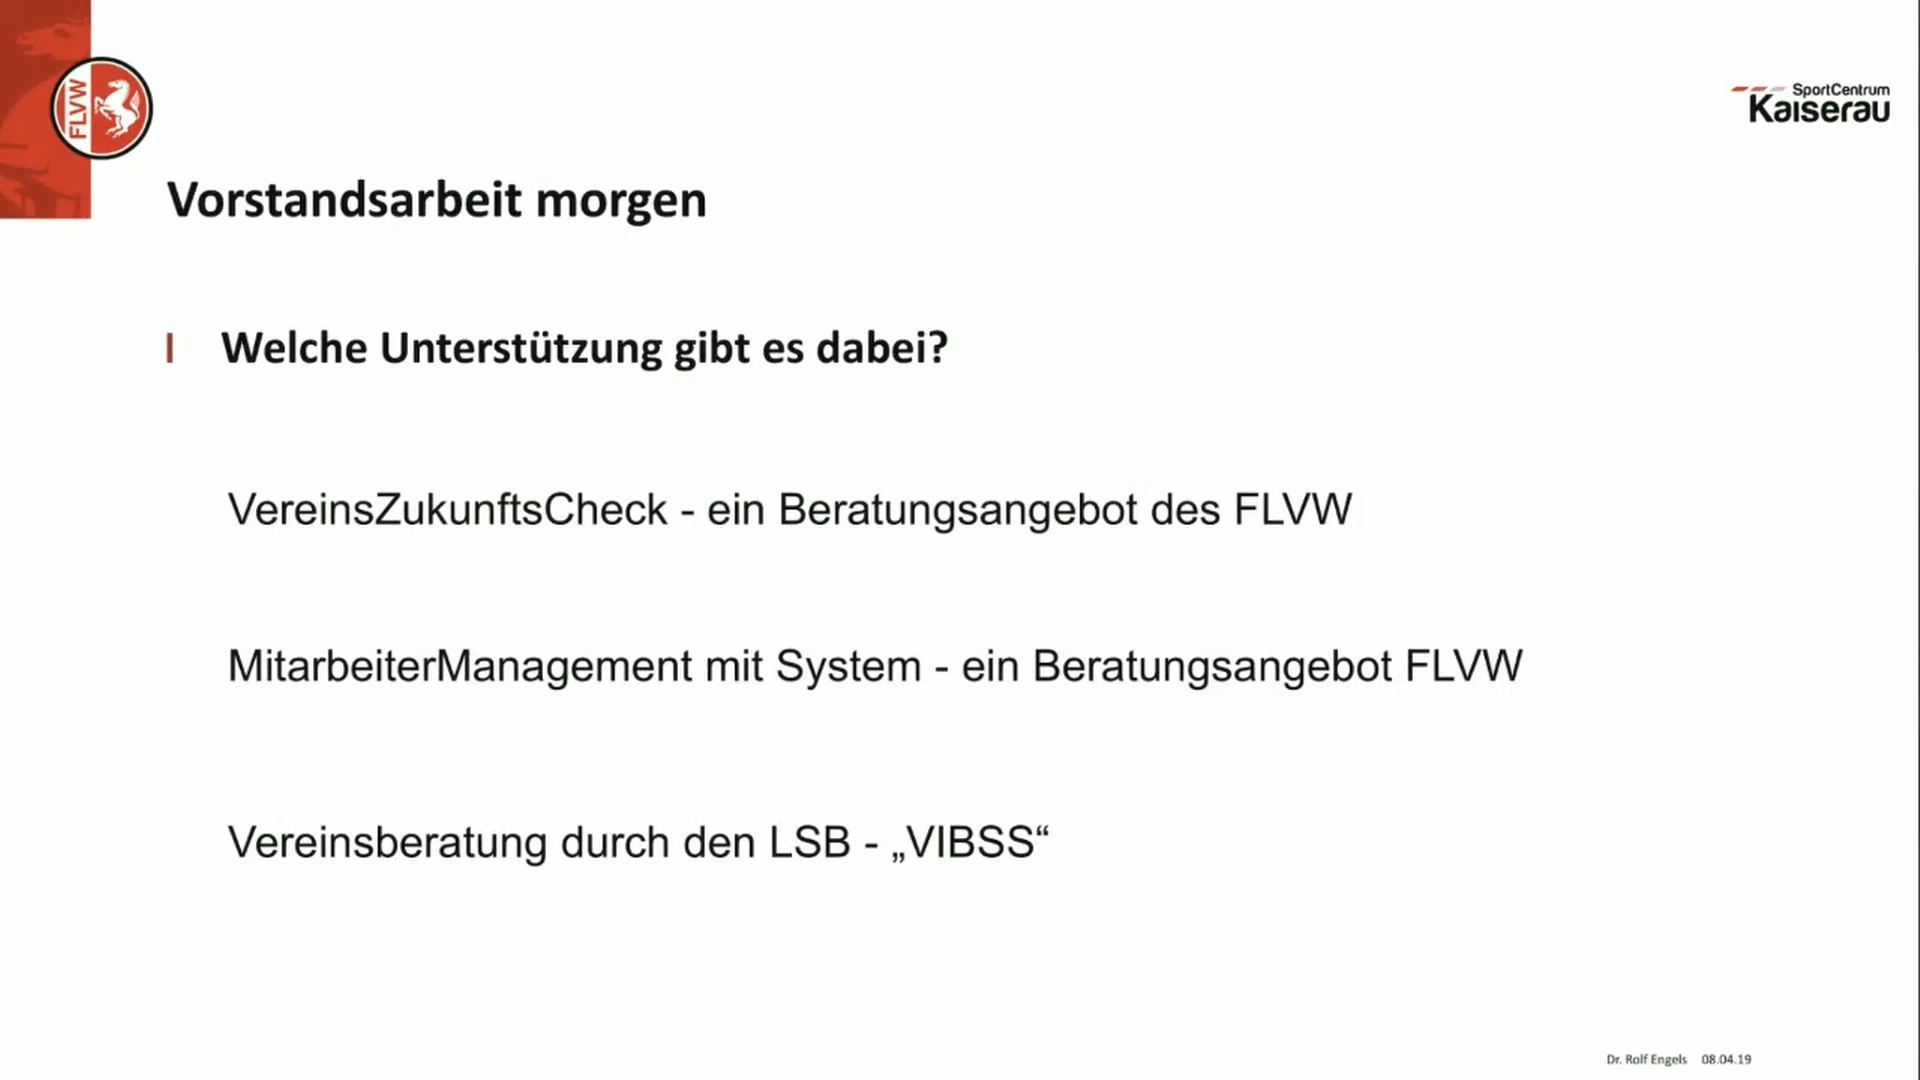 FLVW
SportCentrum
Kaiserau
Vorstandsarbeit morgen
Welche Unterstützung gibt es dabei?
VereinsZukunftsCheck - ein Beratungsangebot des FLVW
MitarbeiterManagement mit System - ein Beratungsangebot FLVW
Vereinsberatung durch den LSB - „VIBSS“
Dr. Rolf Engels 08.04.19